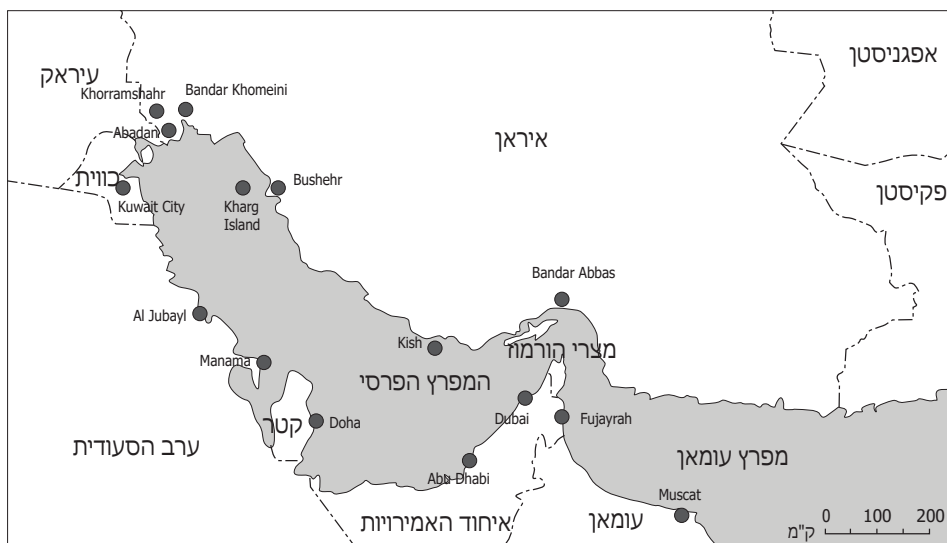 אפגניסטן
עיראק
Khorramshahr
Bandar Khomeini
Abadan
איראן
כווית
Kuwait City
Kharg
Island
Bushehr
פקיסטן
Bandar Abbas
Al Jubayl
Kish
מצרי הורמוז
Manama
המפרץ הפרסי
קטר
Doha
Dubai
Fujayrah
ערב הסעודית
מפרץ עומאן
Abu Dhabi
Muscat
איחוד האמירויות
עומאן
0 50 100 200
ק"מ